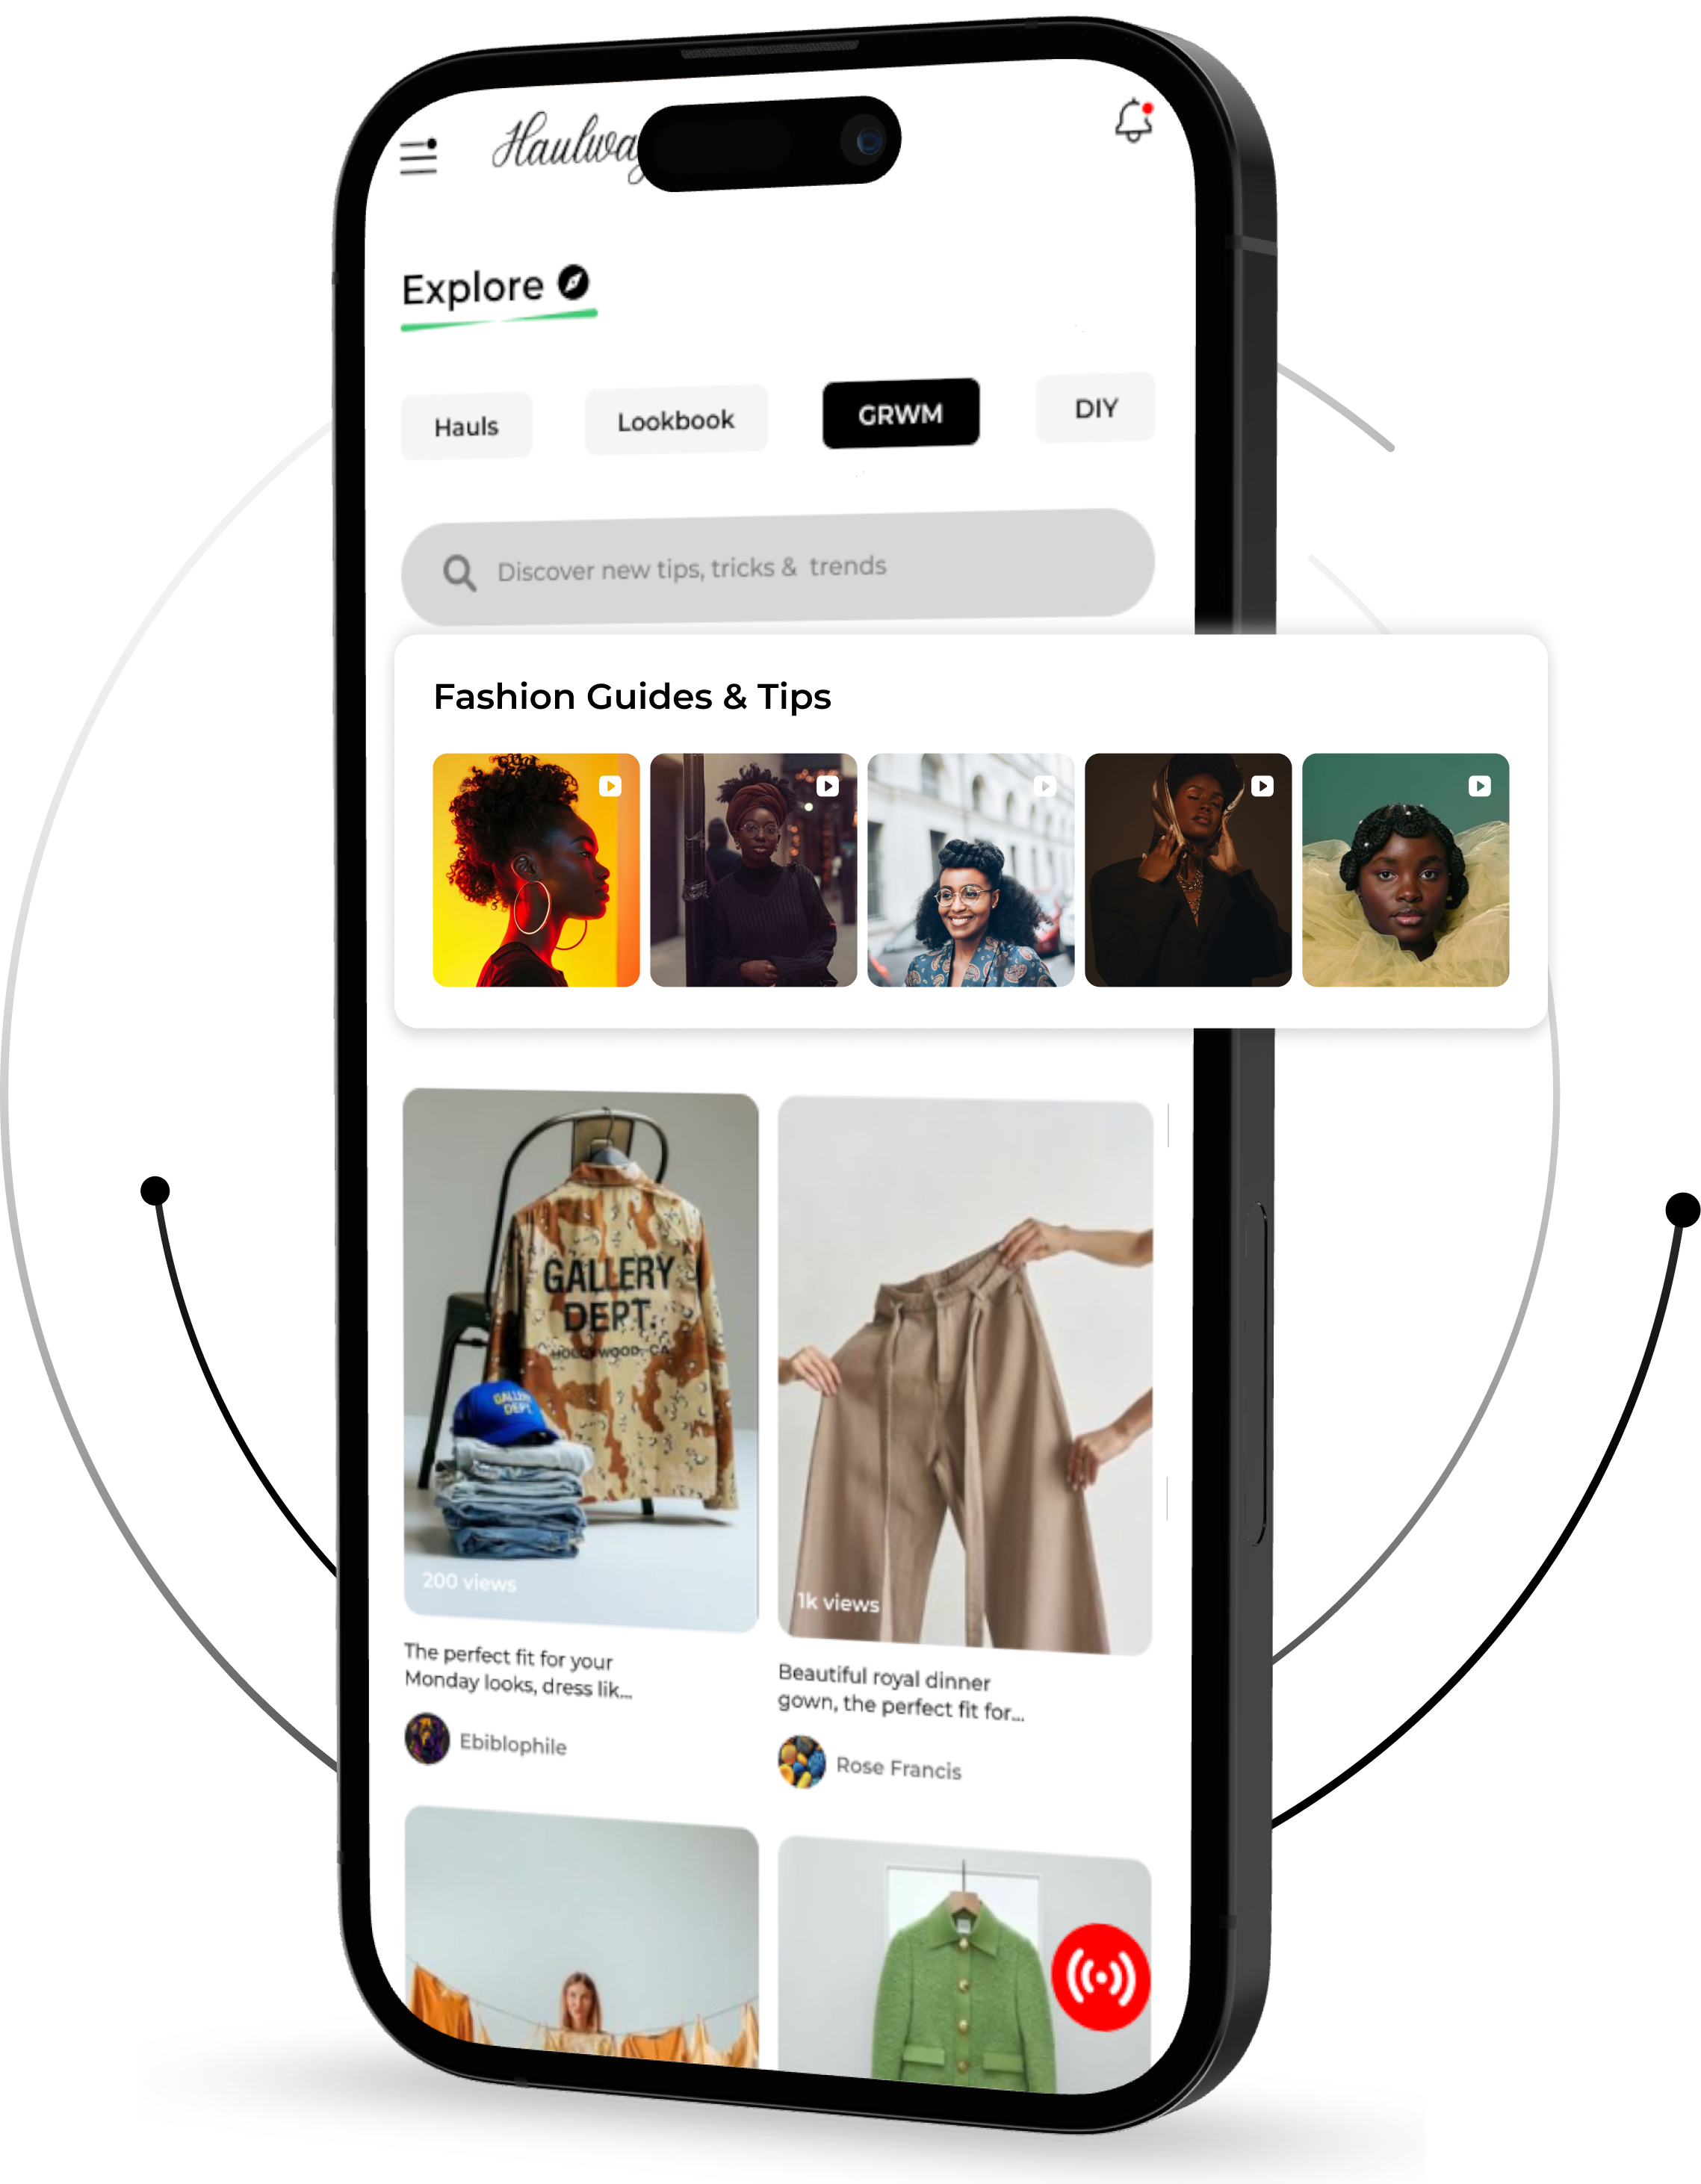 Explore
Hauls
Lookbook
GRWM
DIY
Discover new tips, tricks & trends
Fashion Guides & Tips
GALLERY
DEPT.
HOLLYWOOD, CA
GALLERY
DEPT.
200 views
1k views
The perfect fit for your
Monday looks, dress lik...
Ebiblophile
Beautiful royal dinner
gown, the perfect fit for...
Rose Francis